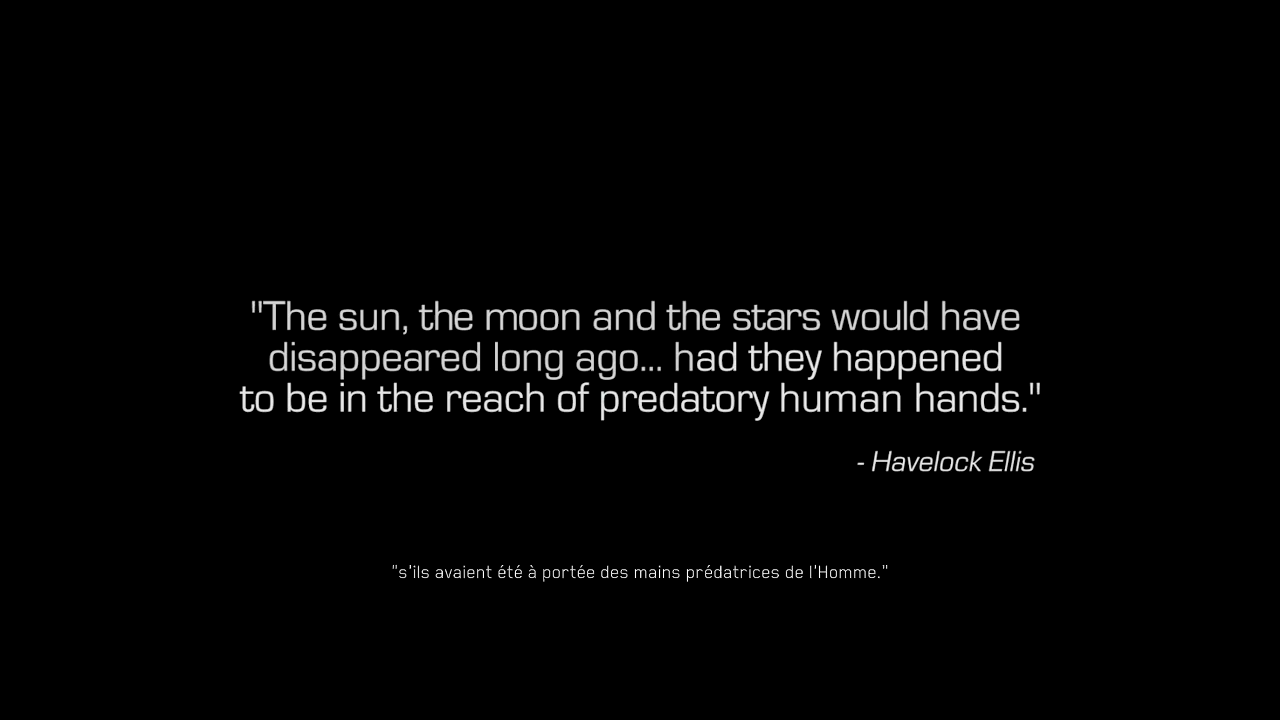 "The sun, the moon and the stars would have
disappeared long ago... had they happened
to be in the reach of predatory human hands."
- Havelock Ellis
"s'ils avaient été à portée des mains prédatrices de l'Homme."